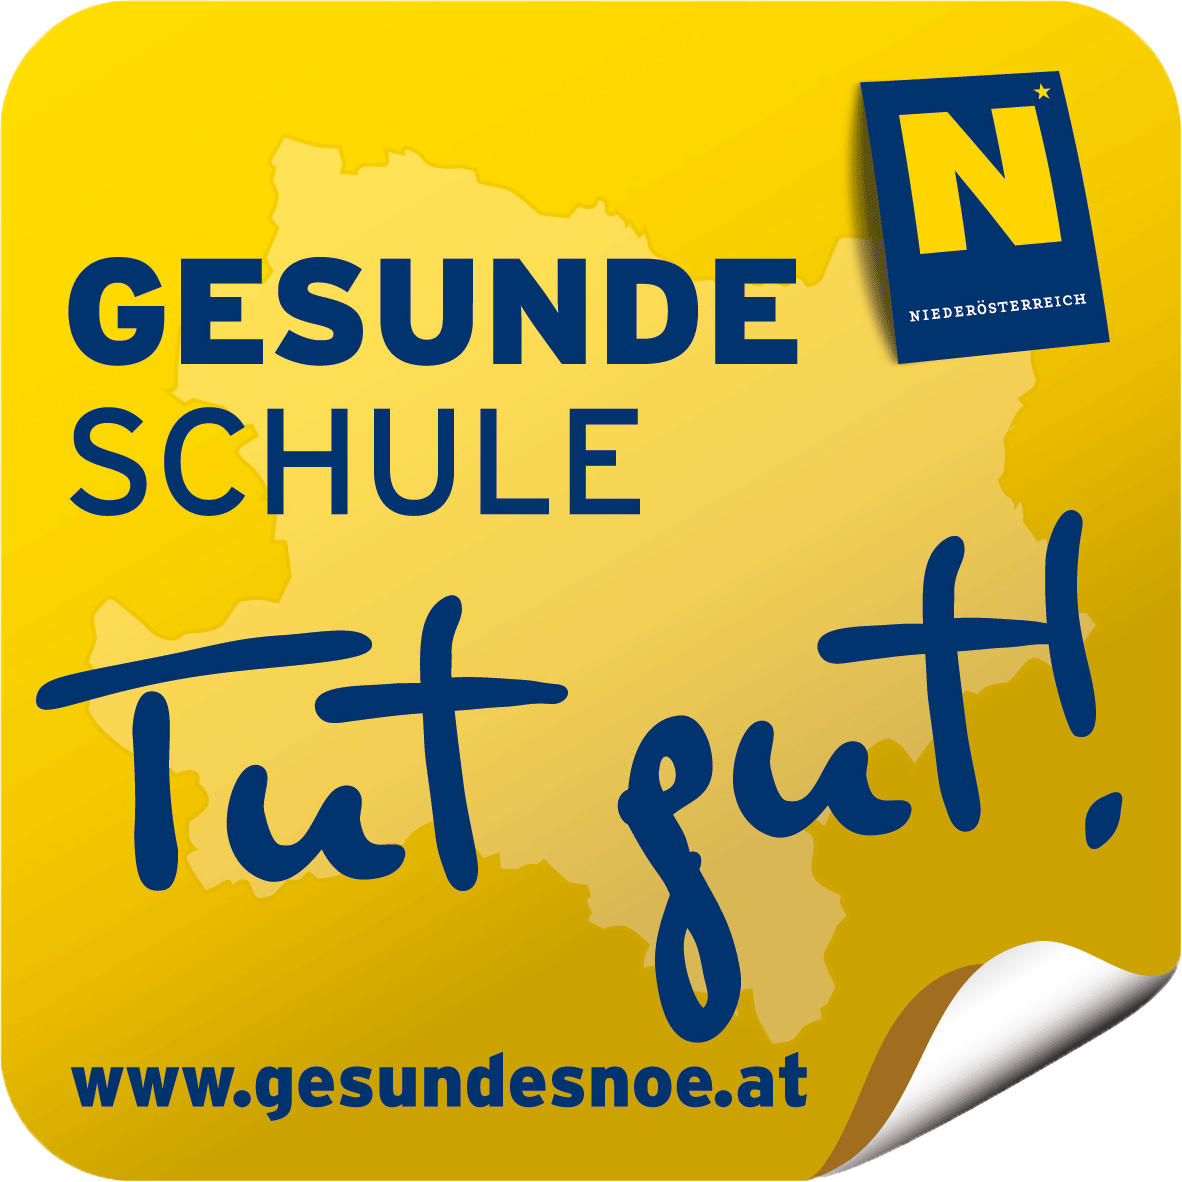 N
NIEDERÖSTERREICH
GESUNDE
SCHULE
Tut gut!
www.gesundesnoe.at